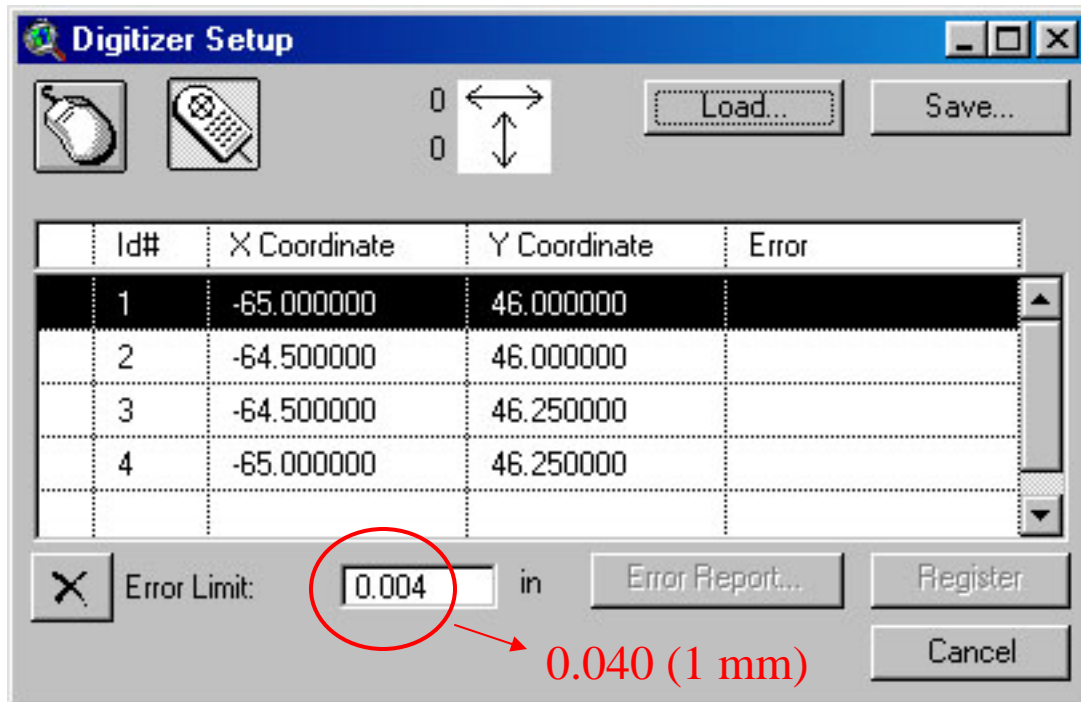 Digitizer Setup
0
0
Load...
Save...
Id# X Coordinate Y Coordinate Error
1 -65.000000 46.000000
2 -64.500000 46.000000
3 -64.500000 46.250000
4 -65.000000 46.250000
Error Limit: 0.004 in Error Report... Register
0.040 (1 mm)
Cancel